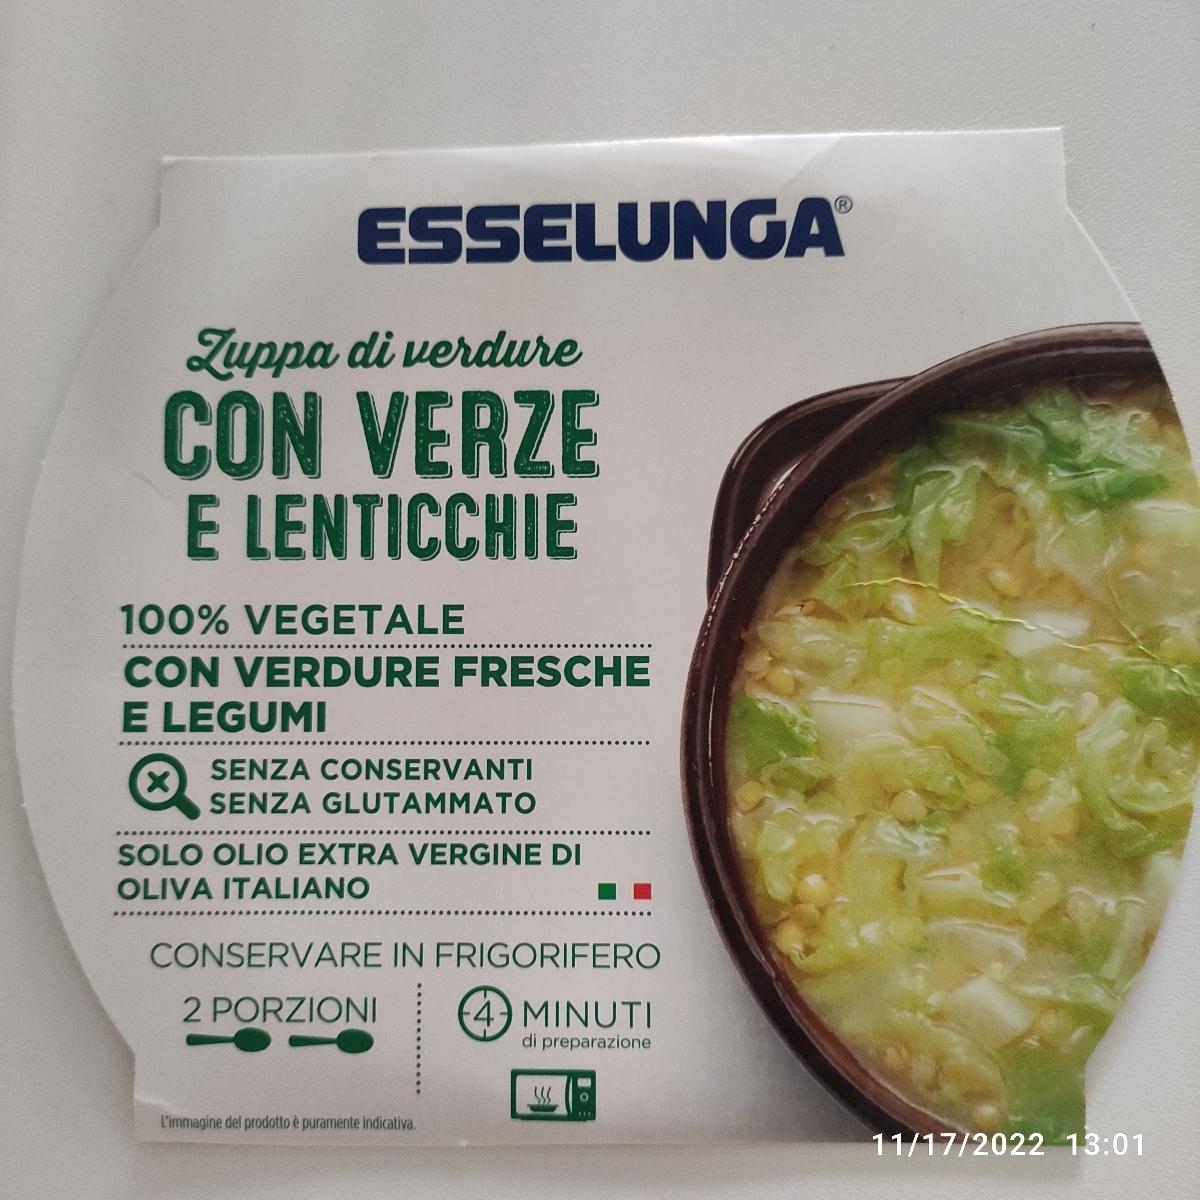 ESSELUNGA®
Zuppa di verdure
CON VERZE
E LENTICCHIE
100% VEGETALE
CON VERDURE FRESCHE
E LEGUMI
SENZA CONSERVANTI
SENZA GLUTAMMATO
SOLO OLIO EXTRA VERGINE DI
OLIVA ITALIANO
CONSERVARE IN FRIGORIFERO
2 PORZIONI
4 MINUTI
di preparazione
L'immagine del prodotto è puramente indicativa.
11/17/2022 13:01